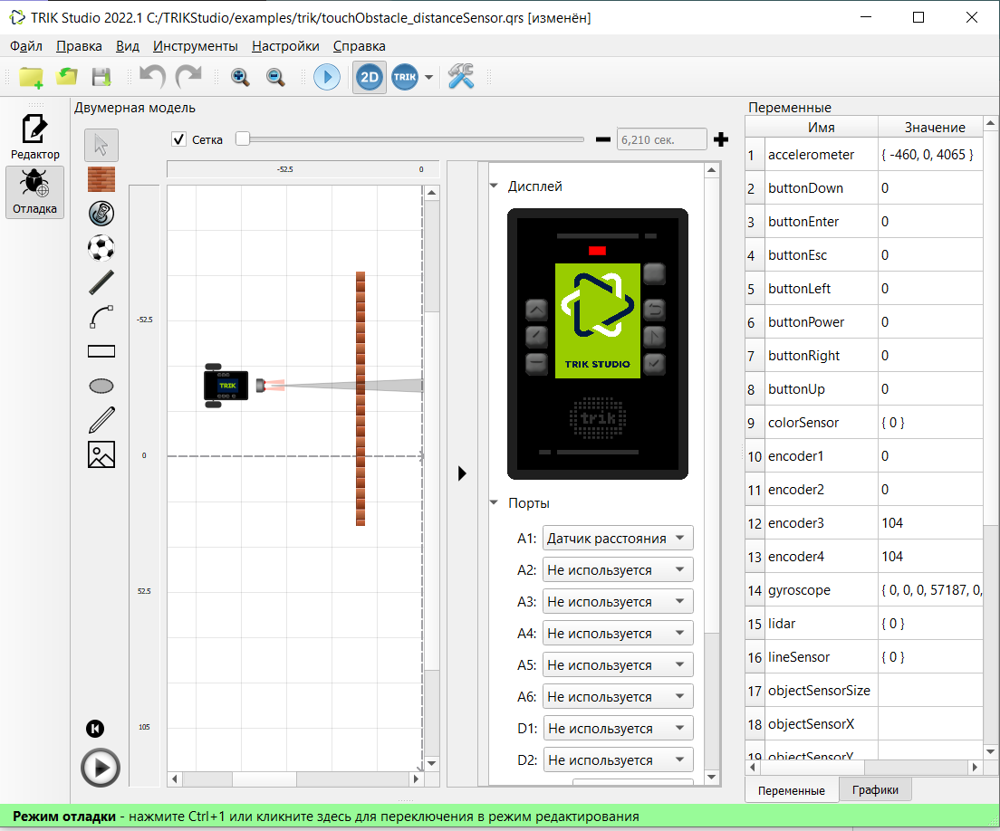 TRIK Studio 2022.1 C:/TRIKStudio/examples/trik/touchObstacle_distanceSensor.qrs [изменён]
Файл Правка Вид Инструменты Настройки Справка
2D TRIK
Редактор
Отладка
Двумерная модель
Сетка
6,210 сек.
-52.5 0
-52.5
0
52.5
105
TRIK
Дисплей
TRIK STUDIO
trik
Порты
A1: Датчик расстояния
A2: Не используется
A3: Не используется
A4: Не используется
A5: Не используется
A6: Не используется
D1: Не используется
D2: Не используется
Переменные
Имя Значение
1 accelerometer { -460, 0, 4065 }
2 buttonDown 0
3 buttonEnter 0
4 buttonEsc 0
5 buttonLeft 0
6 buttonPower 0
7 buttonRight 0
8 buttonUp 0
9 colorSensor { 0 }
10 encoder1 0
11 encoder2 0
12 encoder3 104
13 encoder4 104
14 gyroscope { 0, 0, 0, 57187, 0,
15 lidar { 0 }
16 lineSensor { 0 }
17 objectSensorSize
18 objectSensorX
19 objectSensorY
Переменные Графики
Режим отладки - нажмите Ctrl+1 или кликните здесь для переключения в режим редактирования